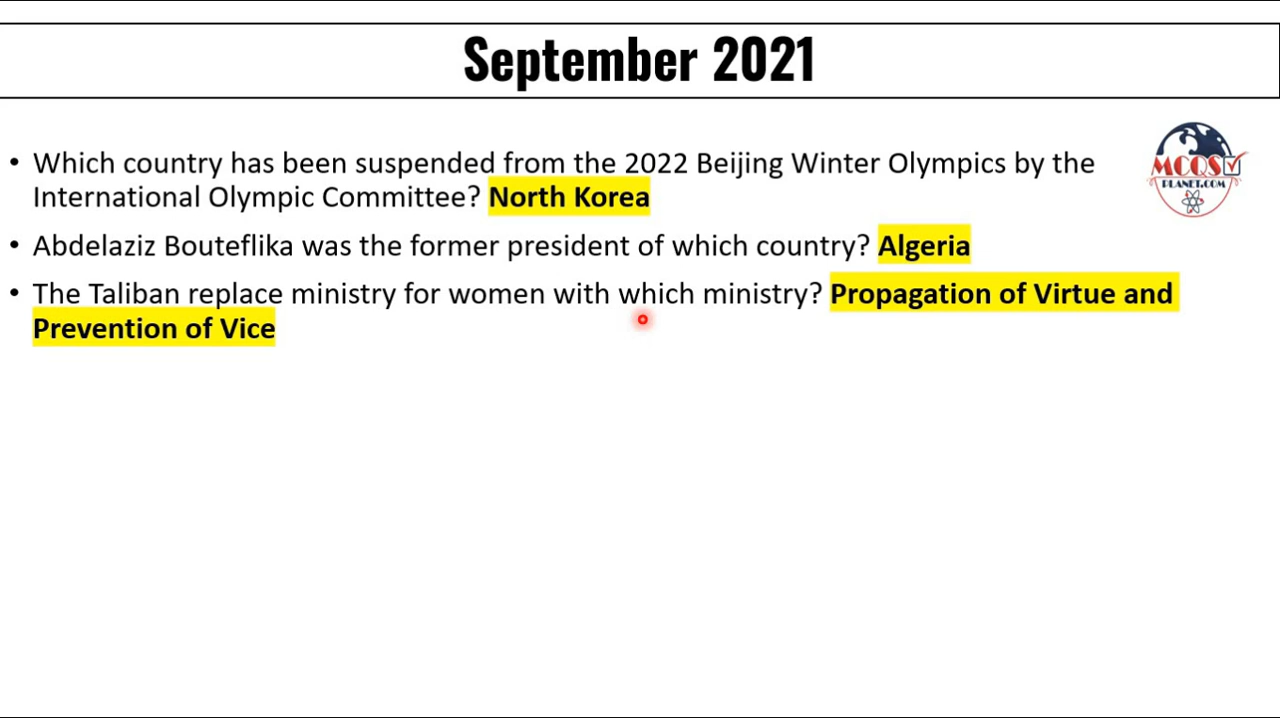 September 2021
• Which country has been suspended from the 2022 Beijing Winter Olympics by the
International Olympic Committee? North Korea
MCQS
PLANET.COM
• Abdelaziz Bouteflika was the former president of which country? Algeria
• The Taliban replace ministry for women with which ministry? Propagation of Virtue and
Prevention of Vice